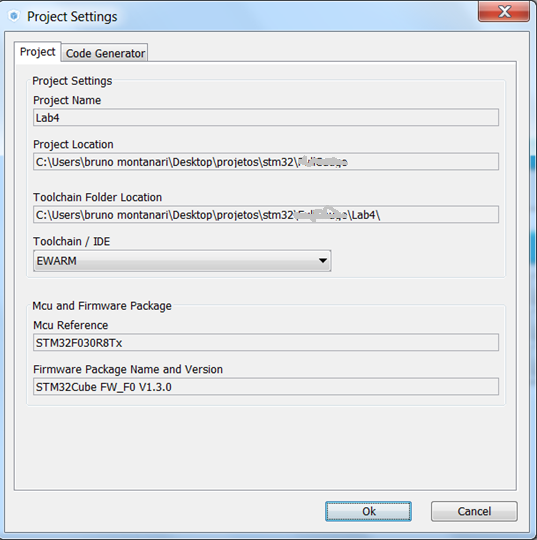 Project Settings
Project
Code Generator
Project Settings
Project Name
Lab4
Project Location
C:\Users\bruno montanari\Desktop\projetos\stm32\
Toolchain Folder Location
C:\Users\bruno montanari\Desktop\projetos\stm32\ \Lab4\
Toolchain / IDE
EWARM
Mcu and Firmware Package
Mcu Reference
STM32F030R8Tx
Firmware Package Name and Version
STM32Cube FW_F0 V1.3.0
Ok
Cancel